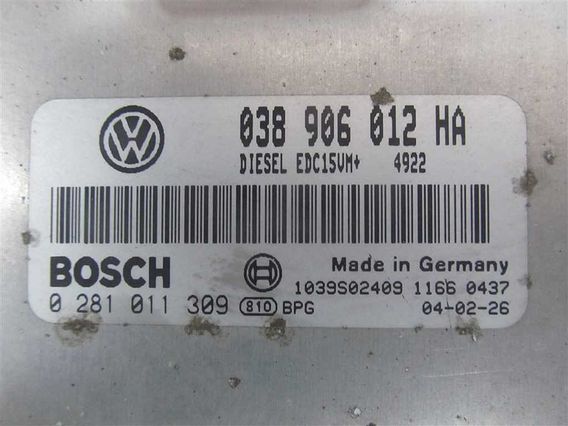 VW
038 906 012 HA
DIESEL EDC15VM+ 4922
BOSCH
Made in Germany
1039S02409 1166 0437
0 281 011 309 810 BPG 04-02-26